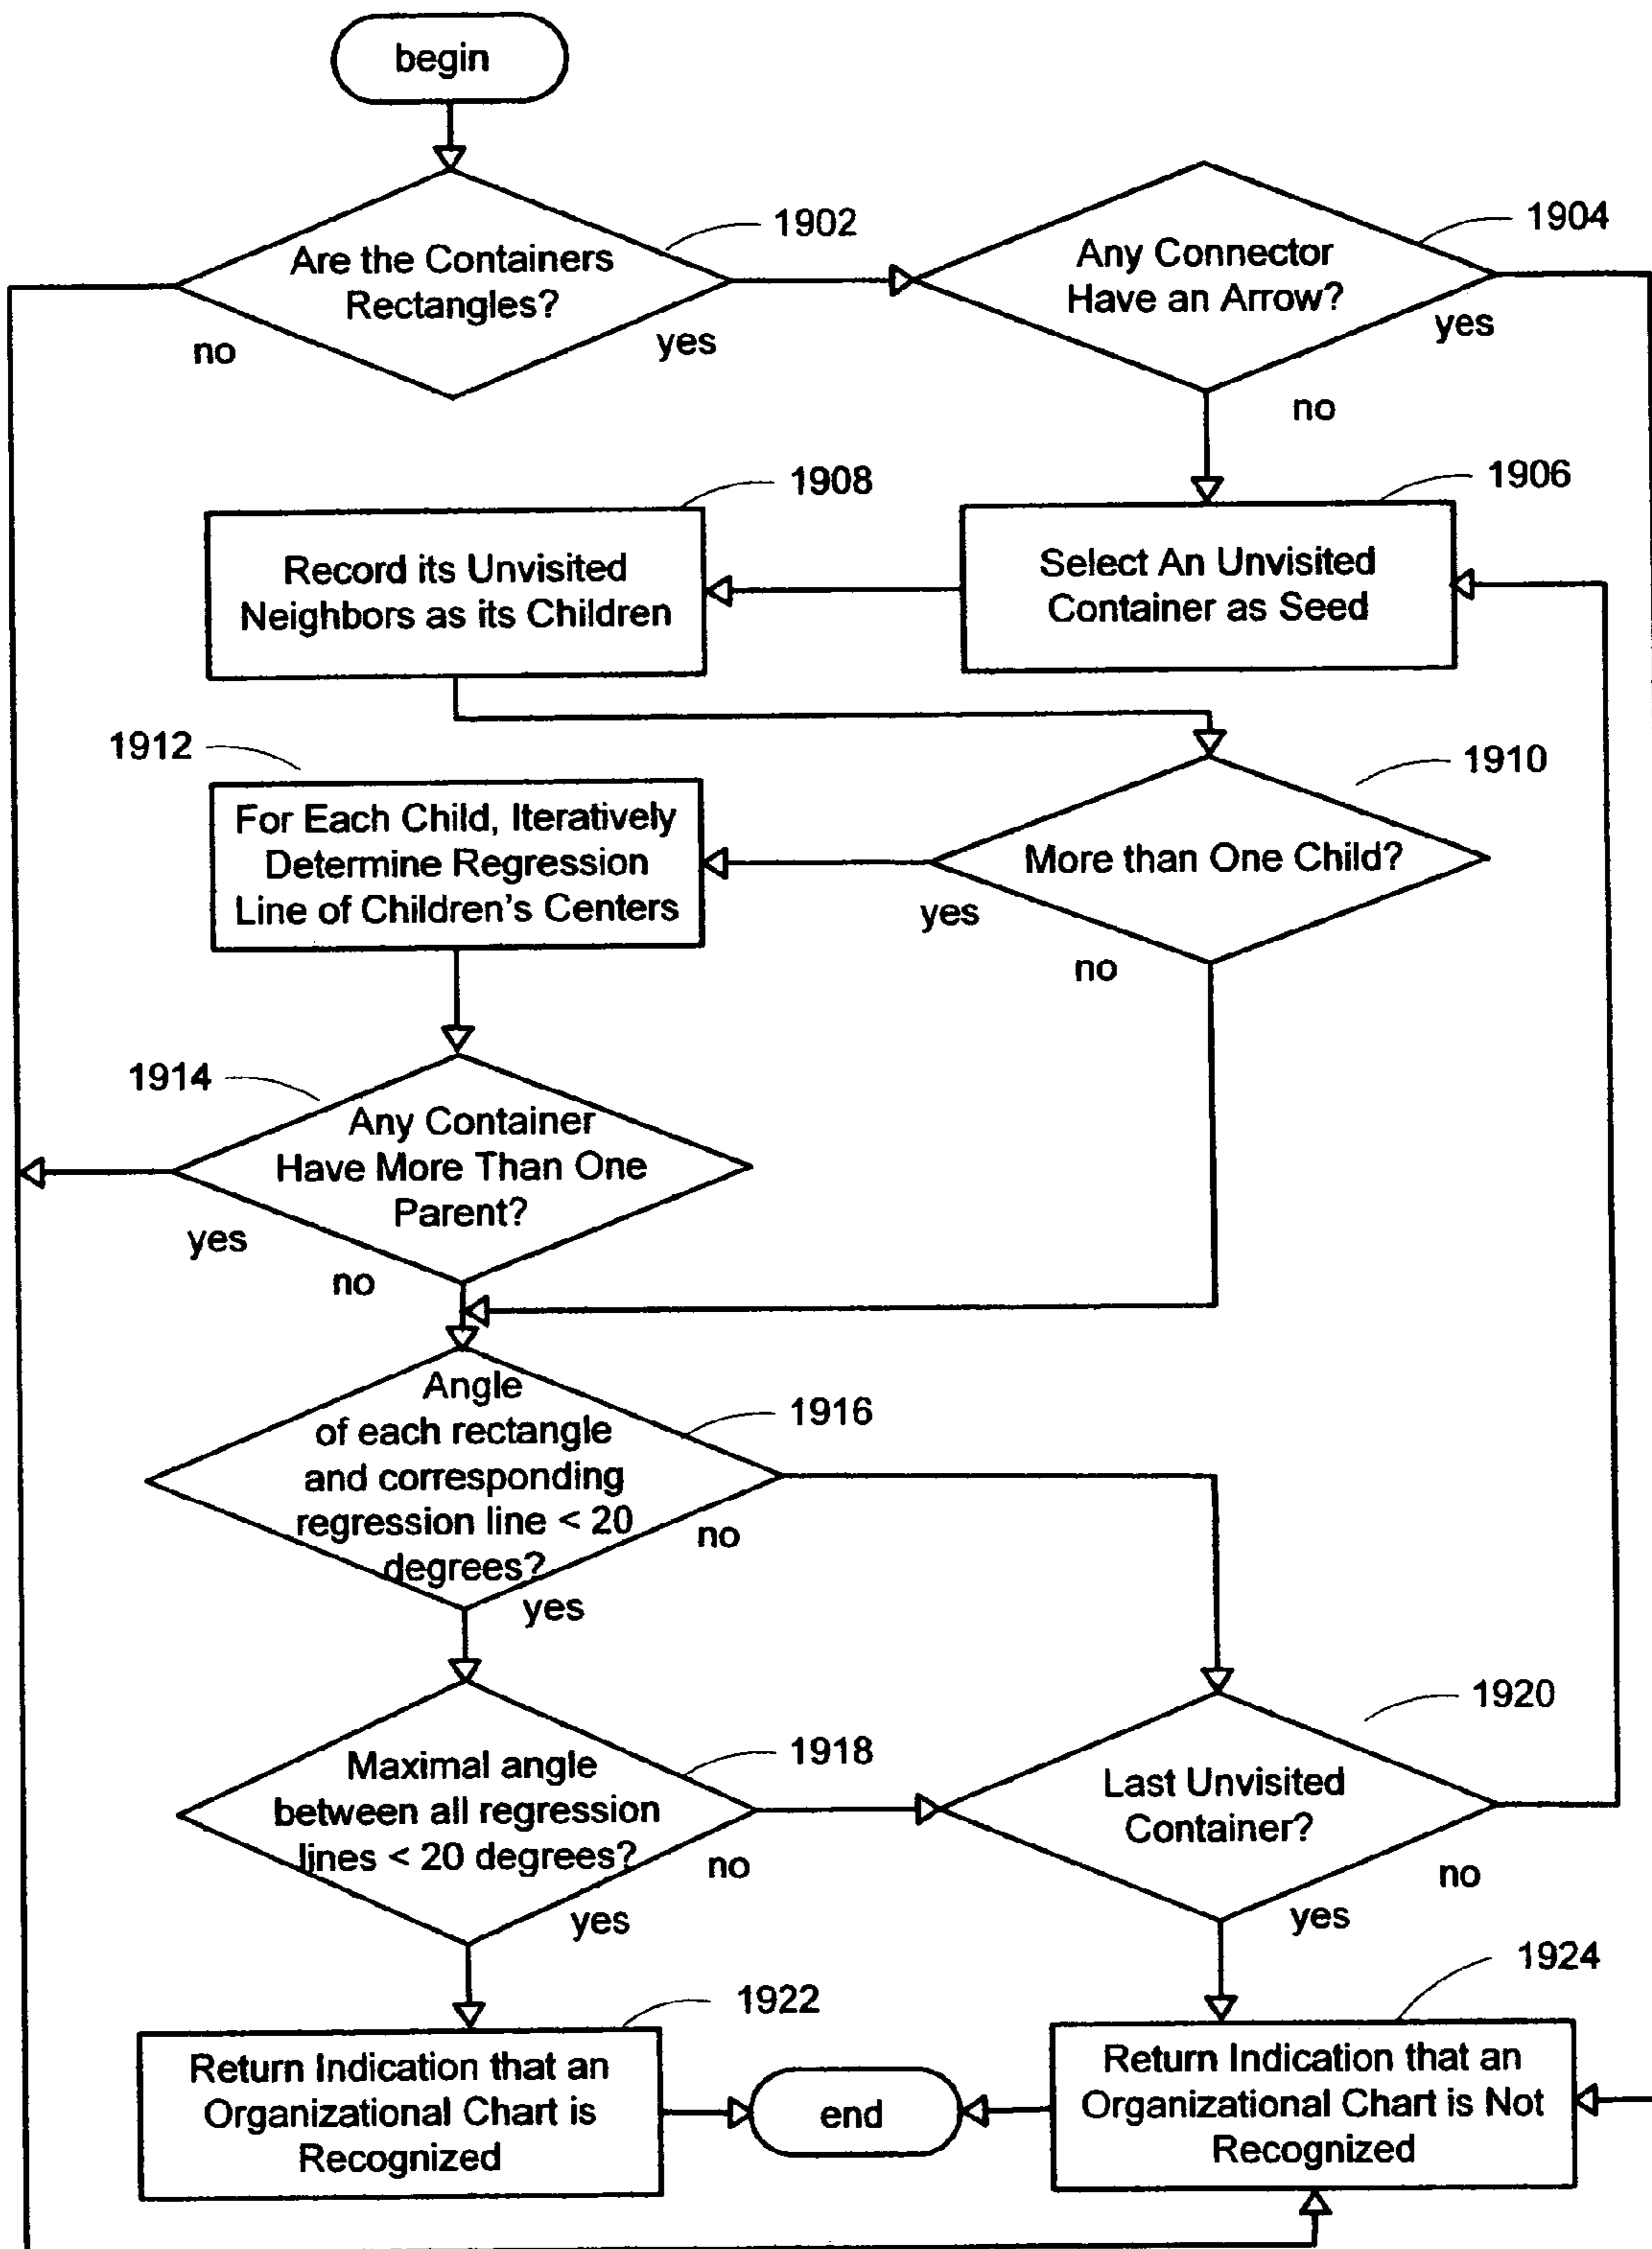 begin
1902
Are the Containers
Rectangles?
no
yes
1904
Any Connector
Have an Arrow?
yes
no
1908
Record its Unvisited
Neighbors as its Children
1906
Select An Unvisited
Container as Seed
1912
For Each Child, Iteratively
Determine Regression
Line of Children's Centers
1910
More than One Child?
yes
no
1914
Any Container
Have More Than One
Parent?
yes
no
1916
Angle
of each rectangle
and corresponding
regression line < 20
degrees?
no
yes
1918
Maximal angle
between all regression
lines < 20 degrees?
no
yes
1920
Last Unvisited
Container?
no
yes
1922
Return Indication that an
Organizational Chart is
Recognized
end
1924
Return Indication that an
Organizational Chart is Not
Recognized